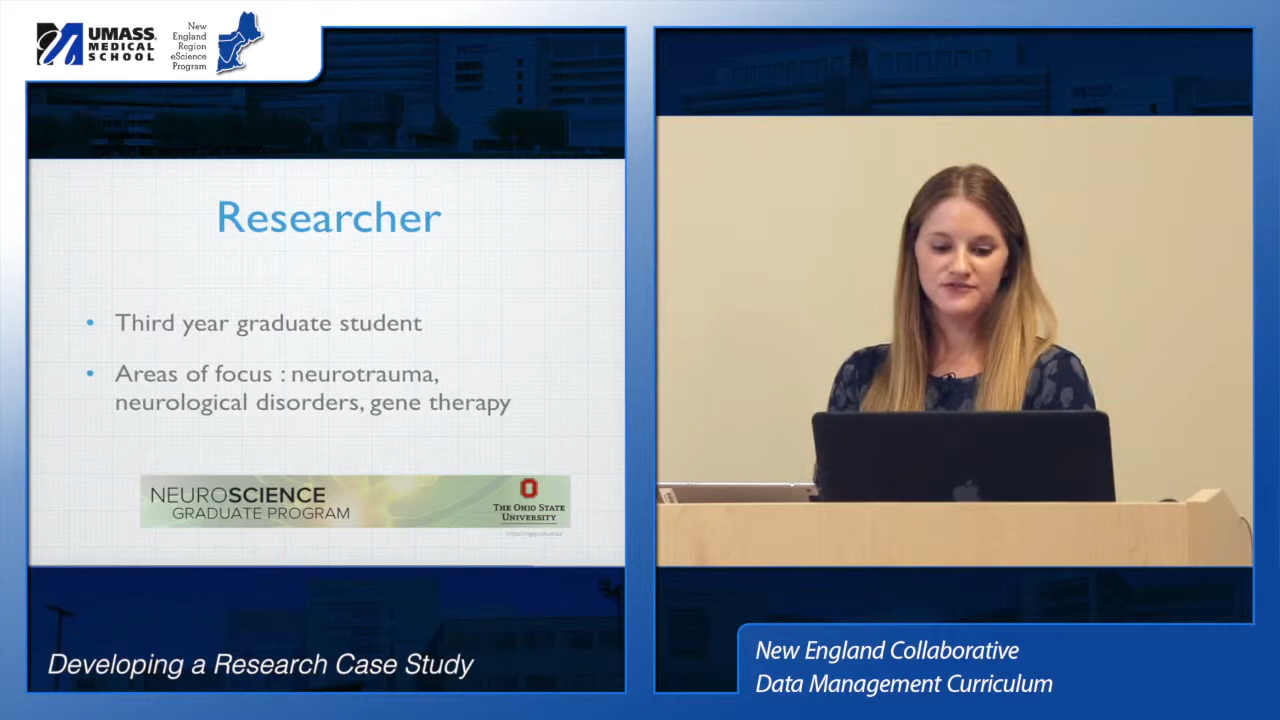 UMASS
MEDICAL
SCHOOL
New
England
Region
eScience
Program
Researcher
• Third year graduate student
• Areas of focus : neurotrauma,
neurological disorders, gene therapy
NEUROSCIENCE
GRADUATE PROGRAM
THE OHIO STATE
UNIVERSITY
Developing a Research Case Study
New England Collaborative
Data Management Curriculum